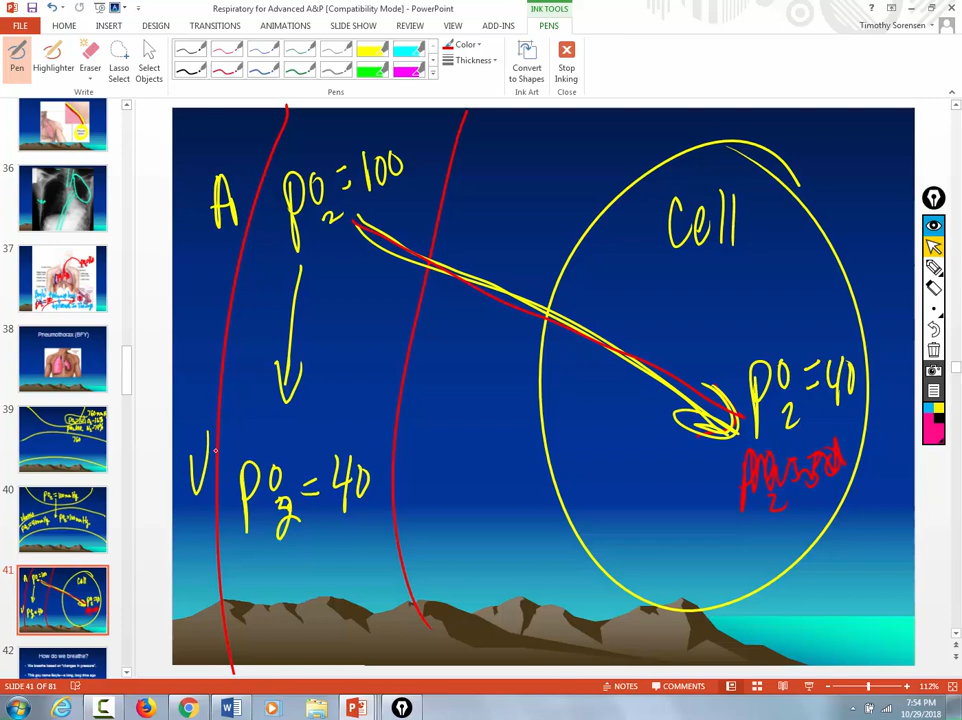 Respiratory for Advanced A&P [Compatibility Mode] - PowerPoint
INK TOOLS
FILE HOME INSERT DESIGN TRANSITIONS ANIMATIONS SLIDE SHOW REVIEW VIEW ADD-INS PENS
Timothy Sorensen
Pen
Highlighter
Eraser
Lasso Select
Select Objects
Color
Thickness
Convert to Shapes
Stop Inking
Write
Pens
Ink Art
Close
36
37
38
Pneumothorax (BFY)
39
40
41
42
How do we breathe?
A
PO2 = 100
Cell
PO2 = 40
V
PO2 = 40
SLIDE 41 OF 81
NOTES
COMMENTS
112%
7:54 PM
10/29/2018